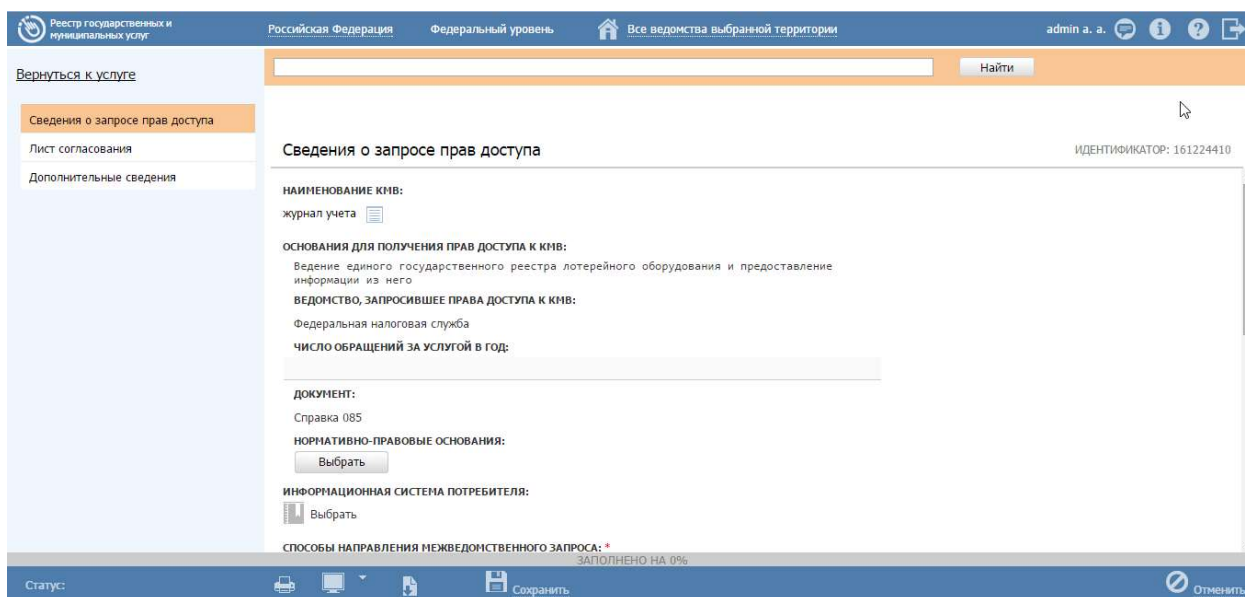 Реестр государственных и
муниципальных услуг
Российская Федерация
Федеральный уровень
Все ведомства выбранной территории
admin a. a.
Вернуться к услуге
Найти
Сведения о запросе прав доступа
Лист согласования
Дополнительные сведения
Сведения о запросе прав доступа
ИДЕНТИФИКАТОР: 161224410
НАИМЕНОВАНИЕ КМВ:
журнал учета
ОСНОВАНИЯ ДЛЯ ПОЛУЧЕНИЯ ПРАВ ДОСТУПА К КМВ:
Ведение единого государственного реестра лотерейного оборудования и предоставление
информации из него
ВЕДОМСТВО, ЗАПРОСИВШЕЕ ПРАВА ДОСТУПА К КМВ:
Федеральная налоговая служба
ЧИСЛО ОБРАЩЕНИЙ ЗА УСЛУГОЙ В ГОД:
ДОКУМЕНТ:
Справка 085
НОРМАТИВНО-ПРАВОВЫЕ ОСНОВАНИЯ:
Выбрать
ИНФОРМАЦИОННАЯ СИСТЕМА ПОТРЕБИТЕЛЯ:
Выбрать
СПОСОБЫ НАПРАВЛЕНИЯ МЕЖВЕДОМСТВЕННОГО ЗАПРОСА: *
ЗАПОЛНЕНО НА 0%
Статус:
Сохранить
Отменить